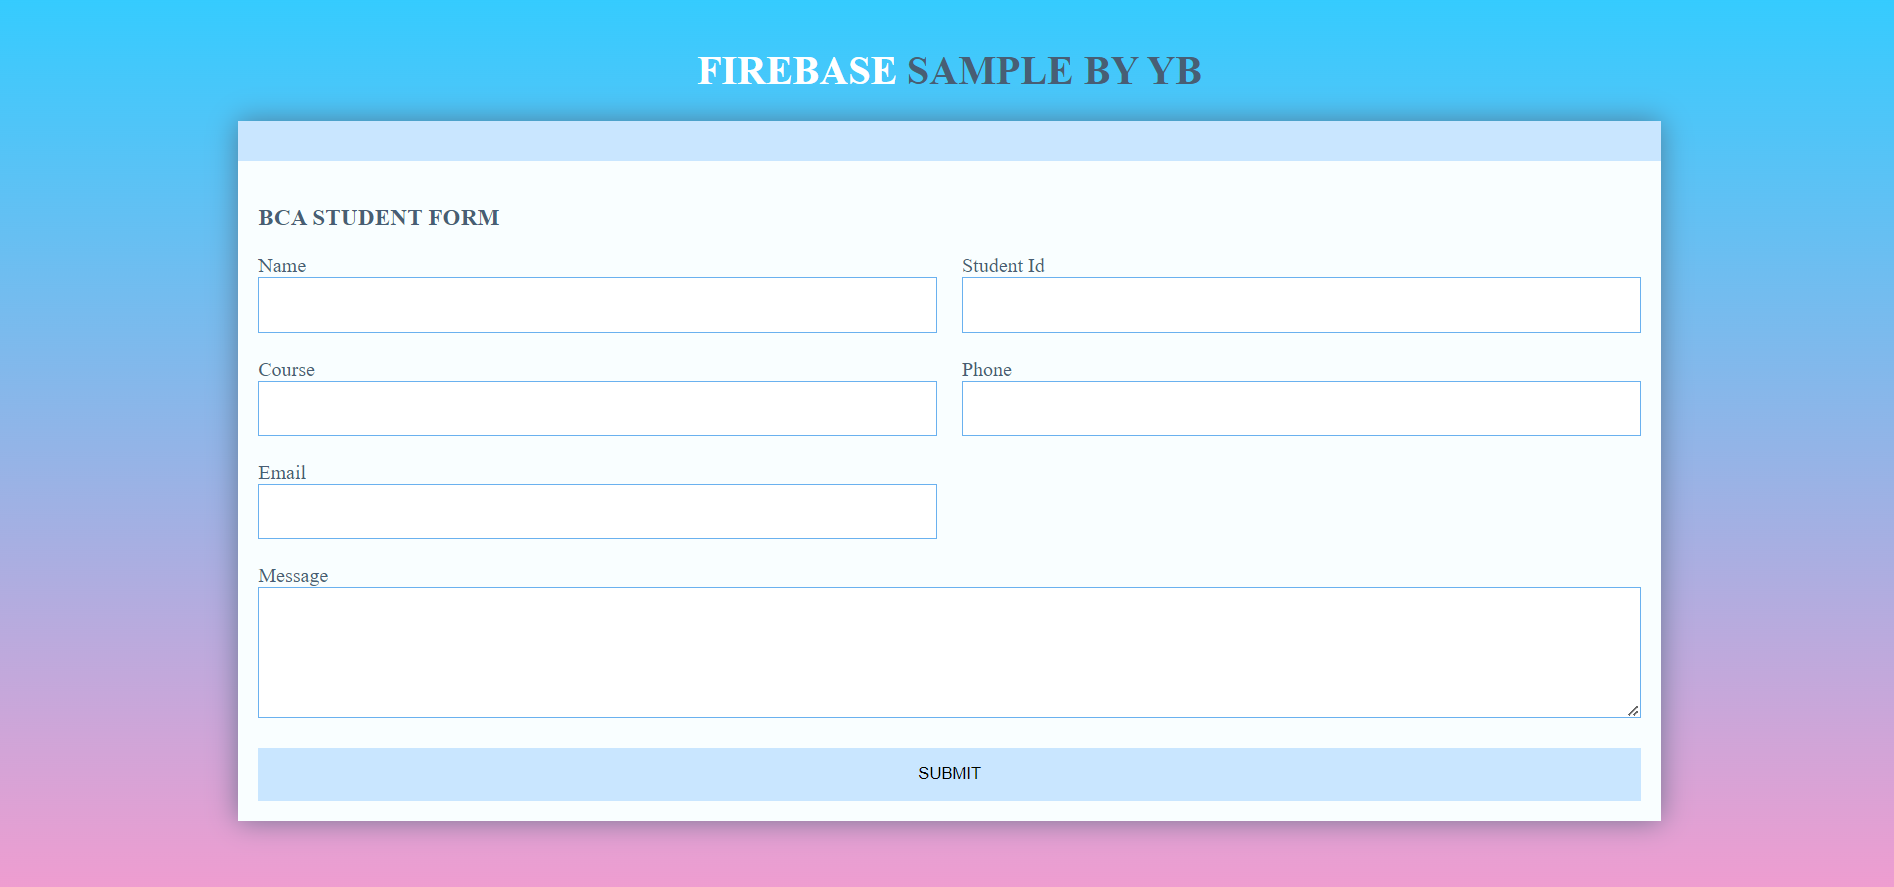 FIREBASE SAMPLE BY YB
BCA STUDENT FORM
Name
Student Id
Course
Phone
Email
Message
SUBMIT